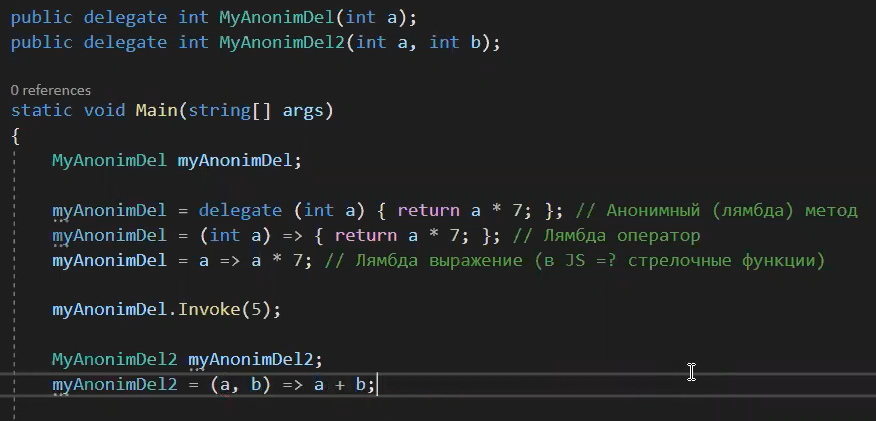 public delegate int MyAnonimDel(int a);
public delegate int MyAnonimDel2(int a, int b);
0 references
static void Main(string[] args)
{
MyAnonimDel myAnonimDel;
myAnonimDel = delegate (int a) { return a * 7; }; // Анонимный (лямбда) метод
myAnonimDel = (int a) => { return a * 7; }; // Лямбда оператор
myAnonimDel = a => a * 7; // Лямбда выражение (в JS =? стрелочные функции)
myAnonimDel.Invoke(5);
MyAnonimDel2 myAnonimDel2;
myAnonimDel2 = (a, b) => a + b;